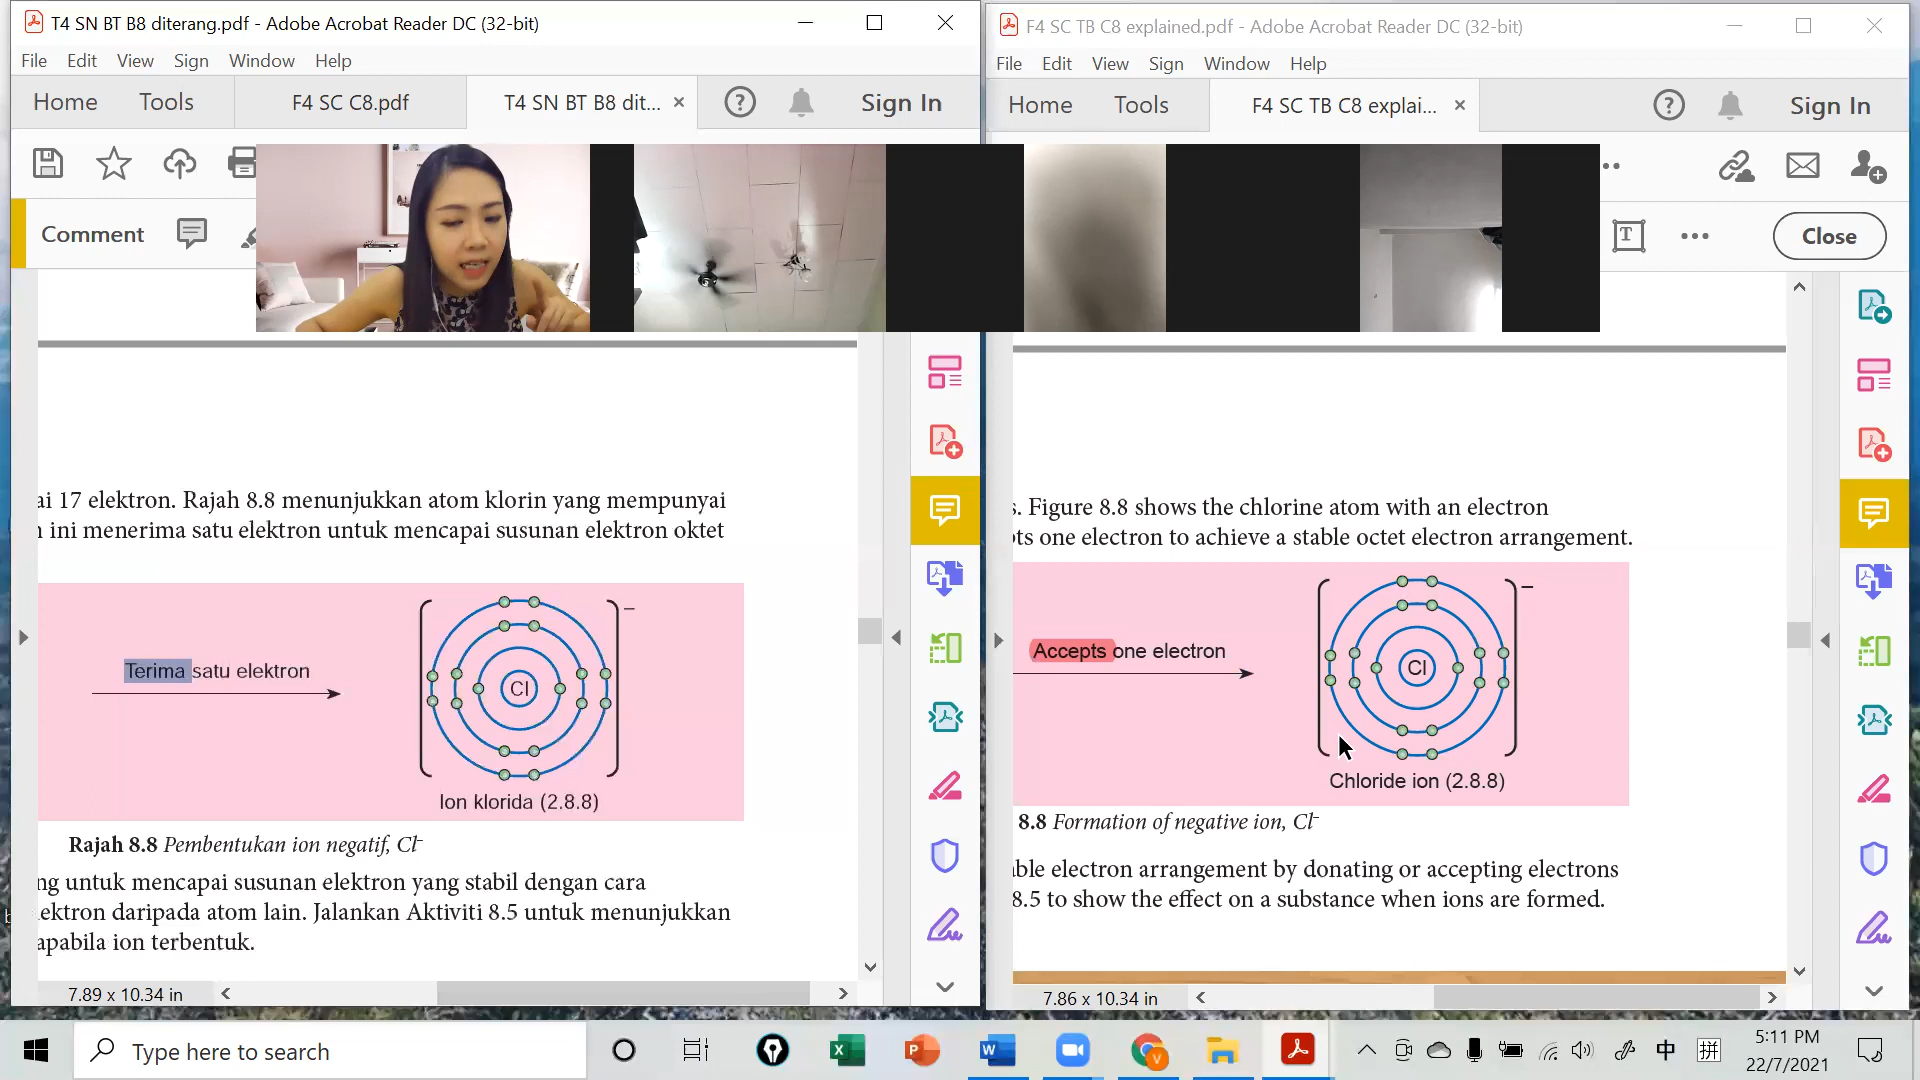 T4 SN BT B8 diterang.pdf - Adobe Acrobat Reader DC (32-bit)
File Edit View Sign Window Help
Home Tools F4 SC C8.pdf T4 SN BT B8 dit... × ? Sign In
Comment
ai 17 elektron. Rajah 8.8 menunjukkan atom klorin yang mempunyai
ini menerima satu elektron untuk mencapai susunan elektron oktet
Terima satu elektron
Cl
−
Ion klorida (2.8.8)
Rajah 8.8 Pembentukan ion negatif, Cl⁻
ng untuk mencapai susunan elektron yang stabil dengan cara
lektron daripada atom lain. Jalankan Aktiviti 8.5 untuk menunjukkan
apabila ion terbentuk.
7.89 x 10.34 in
F4 SC TB C8 explained.pdf - Adobe Acrobat Reader DC (32-bit)
File Edit View Sign Window Help
Home Tools F4 SC TB C8 explai... × ? Sign In
T ••• Close
s. Figure 8.8 shows the chlorine atom with an electron
pts one electron to achieve a stable octet electron arrangement.
Accepts one electron
Cl
−
Chloride ion (2.8.8)
8.8 Formation of negative ion, Cl⁻
able electron arrangement by donating or accepting electrons
8.5 to show the effect on a substance when ions are formed.
7.86 x 10.34 in
Type here to search
X P W V 中 拼
5:11 PM
22/7/2021